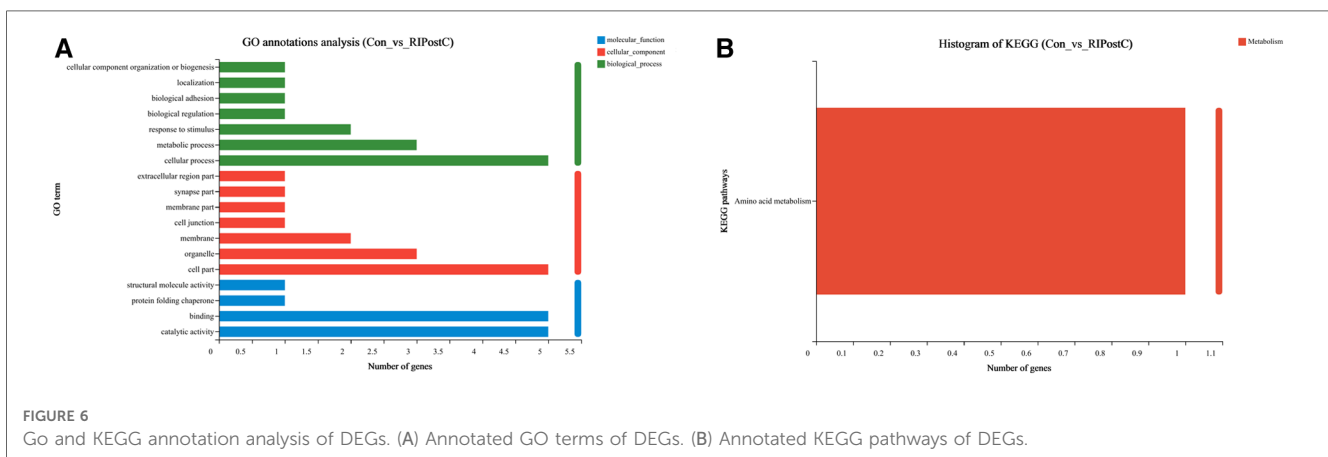 A
GO annotations analysis (Con_vs_RIPostC)
molecular_function
cellular_component
biological_process
cellular component organization or biogenesis
localization
biological adhesion
biological regulation
response to stimulus
metabolic process
cellular process
extracellular region part
synapse part
membrane part
cell junction
membrane
organelle
cell part
structural molecule activity
protein folding chaperone
binding
catalytic activity
GO term
0 0.5 1 1.5 2 2.5 3 3.5 4 4.5 5 5.5
Number of genes
B
Histogram of KEGG (Con_vs_RIPostC)
Metabolism
KEGG pathways
Amino acid metabolism
0 0.1 0.2 0.3 0.4 0.5 0.6 0.7 0.8 0.9 1 1.1
Number of genes
FIGURE 6
Go and KEGG annotation analysis of DEGs. (A) Annotated GO terms of DEGs. (B) Annotated KEGG pathways of DEGs.